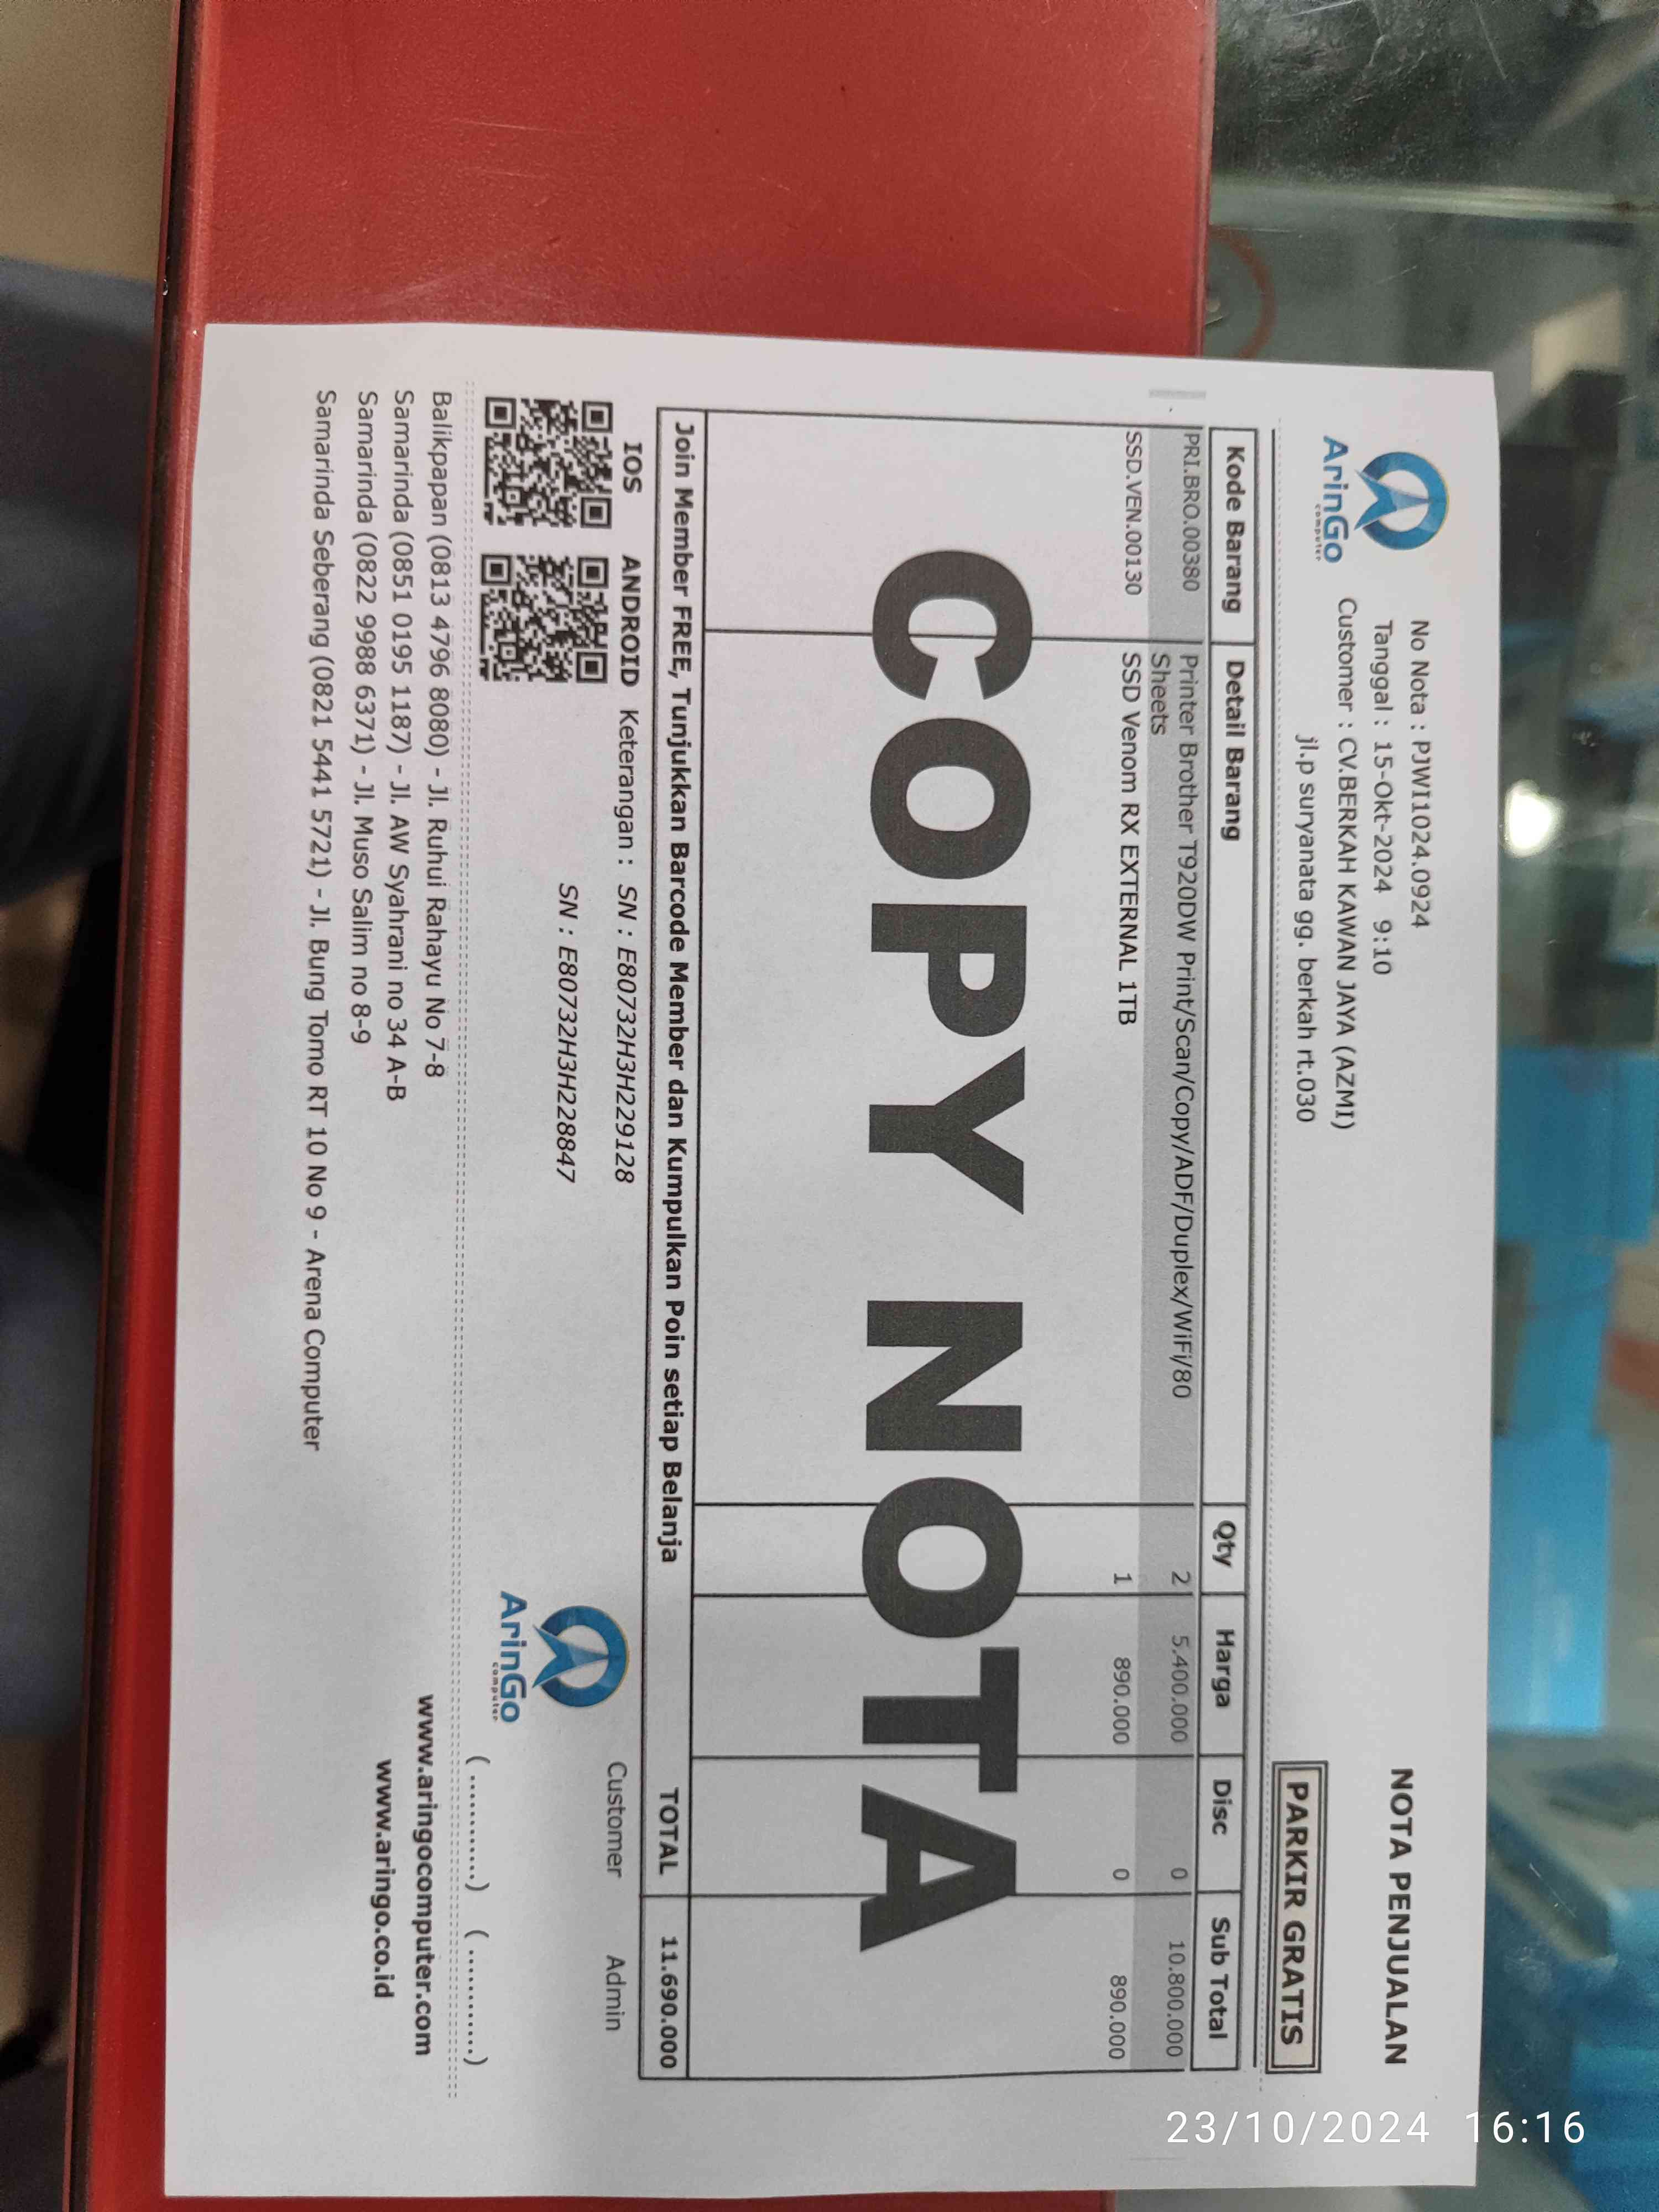 ArinGo
computer
No Nota : PJWI1024.0924
Tanggal : 15-Okt-2024 9:10
Customer : CV.BERKAH KAWAN JAYA (AZMI)
jl.p suryanata gg. berkah rt.030
NOTA PENJUALAN
PARKIR GRATIS
Kode Barang Detail Barang Qty Harga Disc Sub Total
PRI.BRO.00380 Printer Brother T920DW Print/Scan/Copy/ADF/Duplex/WiFi/80 2 5.400.000 0 10.800.000
Sheets
SSD.VEN.00130 SSD Venom RX EXTERNAL 1TB 1 890.000 0 890.000
COPY NOTA
Join Member FREE, Tunjukkan Barcode Member dan Kumpulkan Poin setiap Belanja TOTAL 11.690.000
IOS ANDROID Keterangan : SN : E80732H3H229128
SN : E80732H3H228847
ArinGo
computer
Customer Admin
(...........) (...........)
Balikpapan (0813 4796 8080) - Jl. Ruhui Rahayu No 7-8
Samarinda (0851 0195 1187) - Jl. AW Syahrani no 34 A-B
Samarinda (0822 9988 6371) - Jl. Muso Salim no 8-9
Samarinda Seberang (0821 5441 5721) - Jl. Bung Tomo RT 10 No 9 - Arena Computer
www.aringocomputer.com
www.aringo.co.id
23/10/2024 16:16